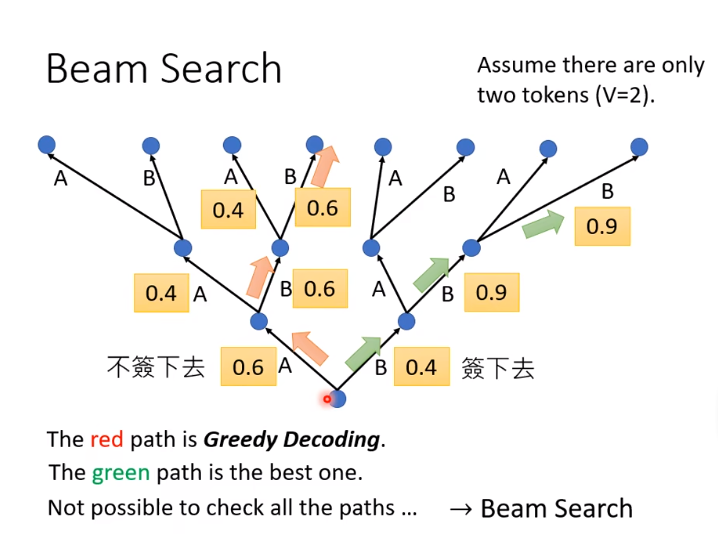 Beam Search
Assume there are only
two tokens (V=2).
A B A B A B A B
0.4 0.6 0.9
0.4 A B 0.6 A B 0.9
不簽下去 0.6 A B 0.4 簽下去
The red path is Greedy Decoding.
The green path is the best one.
Not possible to check all the paths … → Beam Search